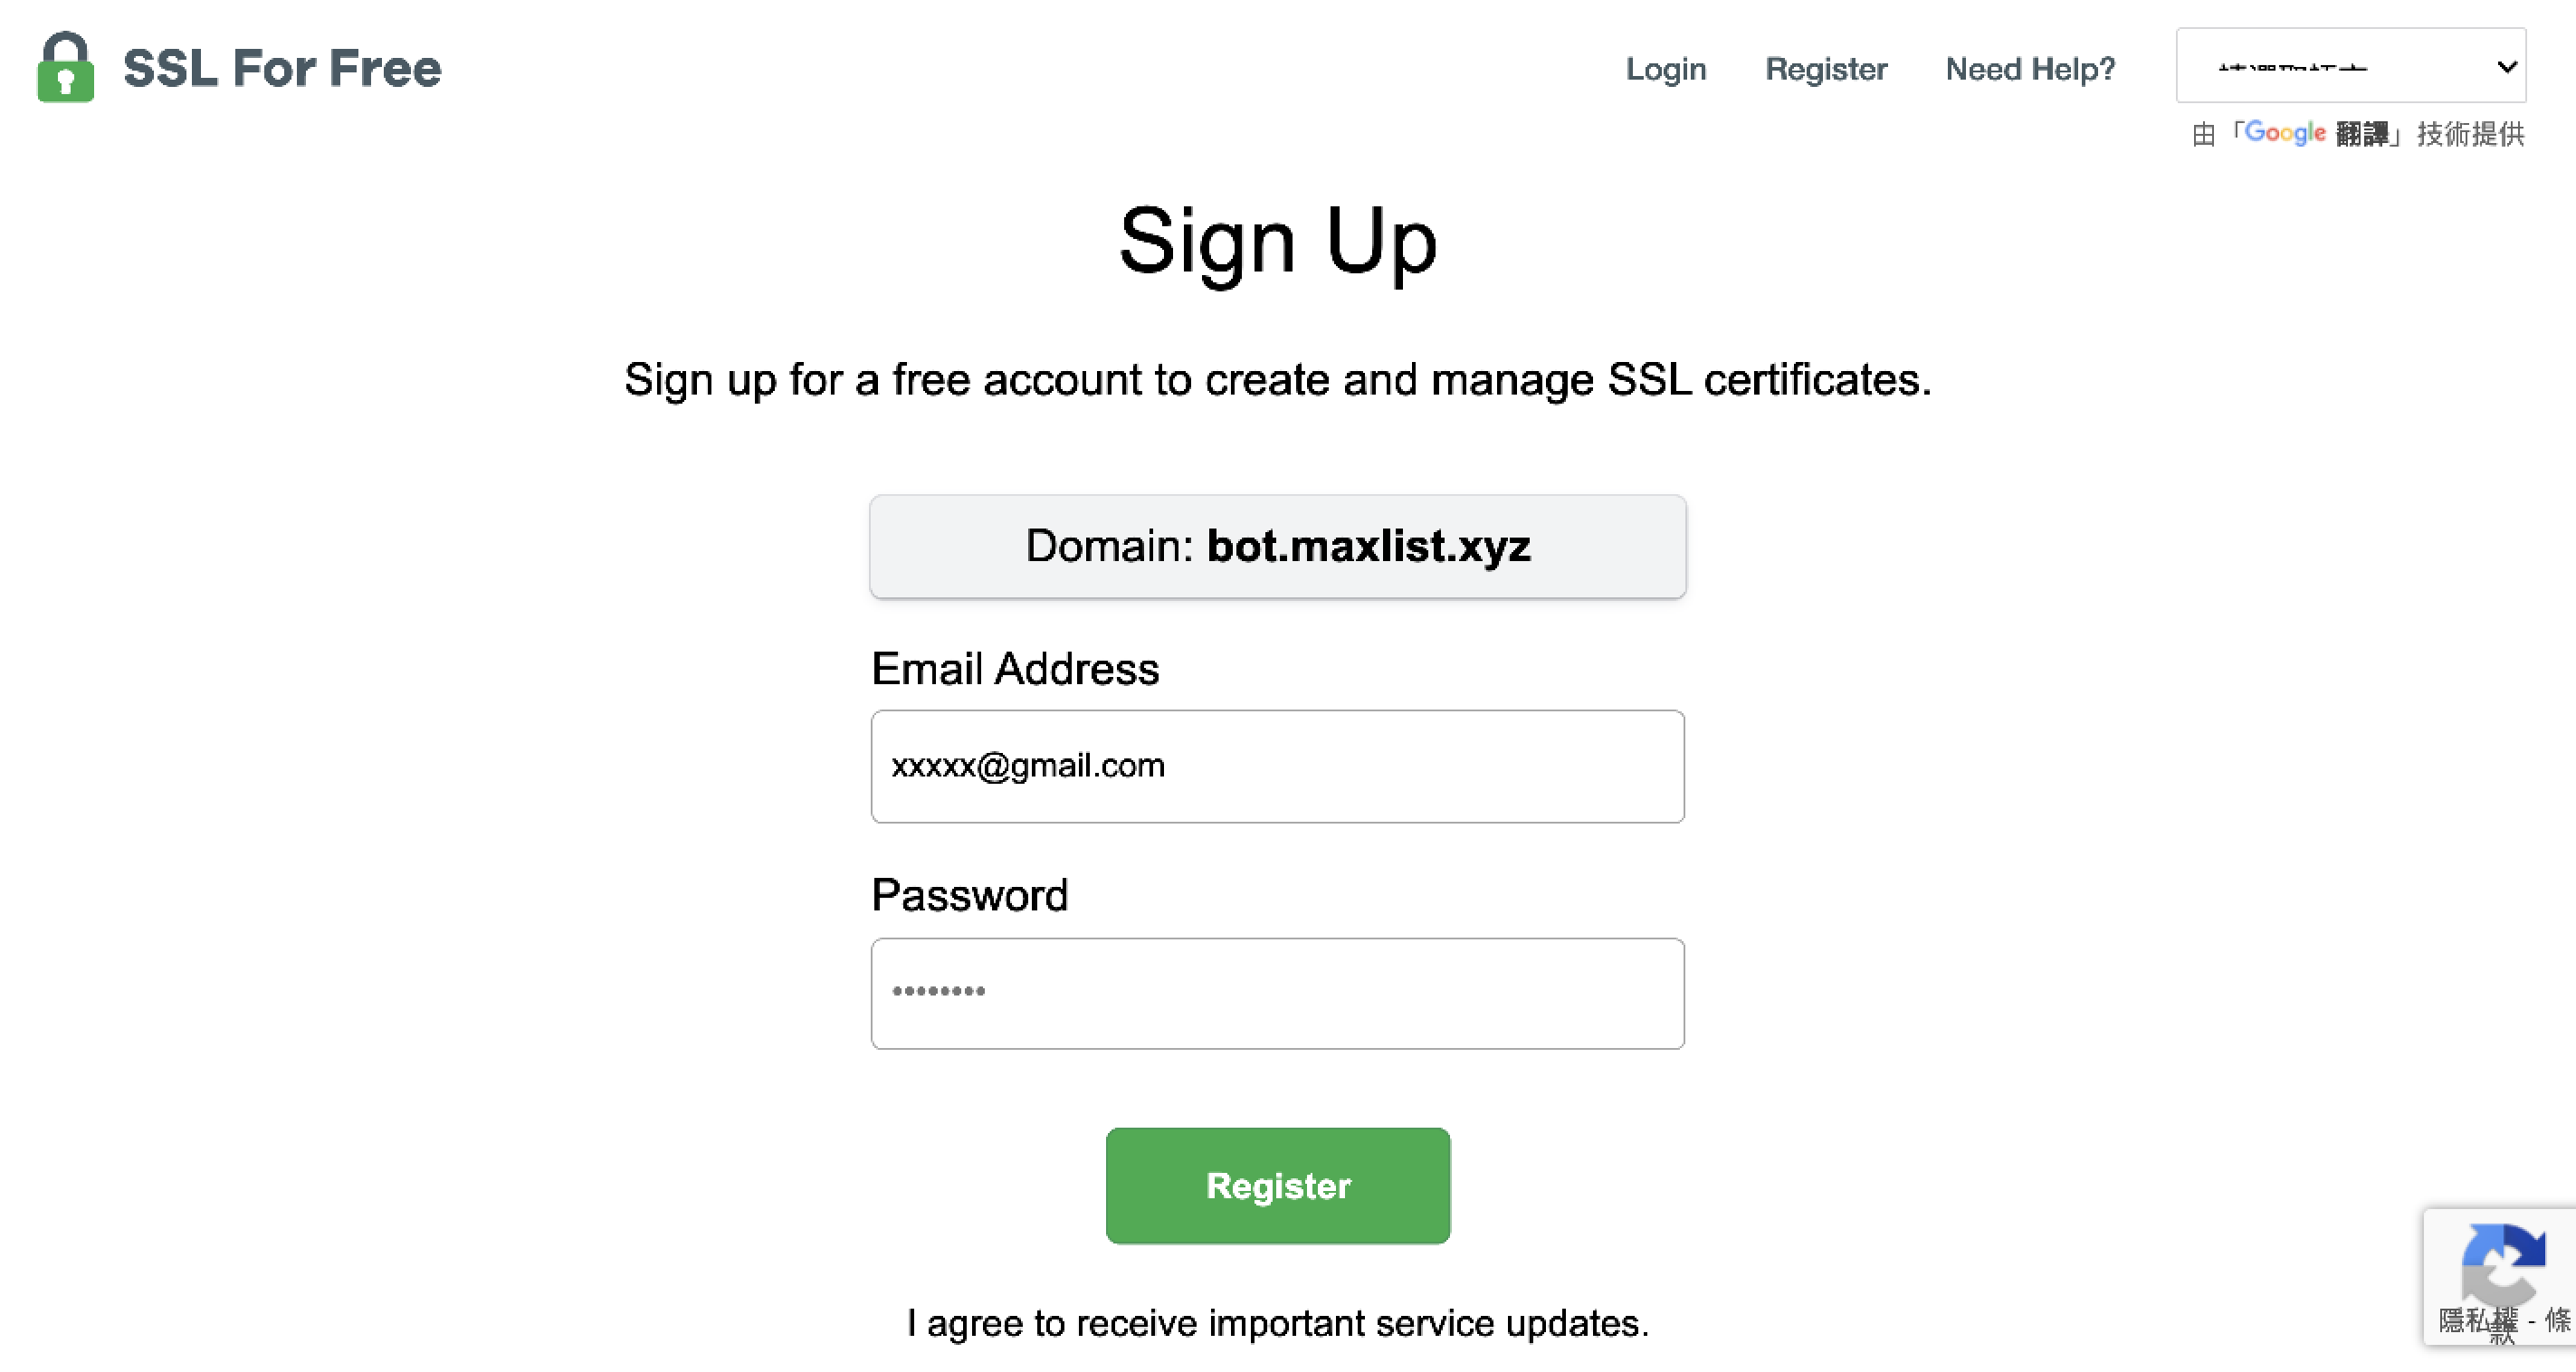 SSL For Free
Login Register Need Help?
由「Google 翻譯」技術提供
Sign Up
Sign up for a free account to create and manage SSL certificates.
Domain: bot.maxlist.xyz
Email Address
xxxxx@gmail.com
Password
••••••••
Register
I agree to receive important service updates.
隱私權 - 條
款